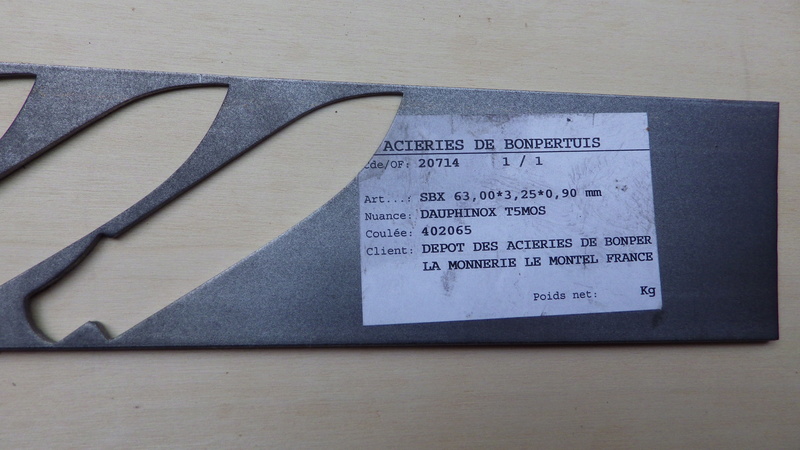 ACIERIES DE BONPERTUIS
cde/OF: 20714 1 / 1
Art...: SBX 63,00*3,25*0,90 mm
Nuance: DAUPHINOX T5MOS
Coulée: 402065
Client: DEPOT DES ACIERIES DE BONPER
LA MONNERIE LE MONTEL FRANCE
Poids net: Kg